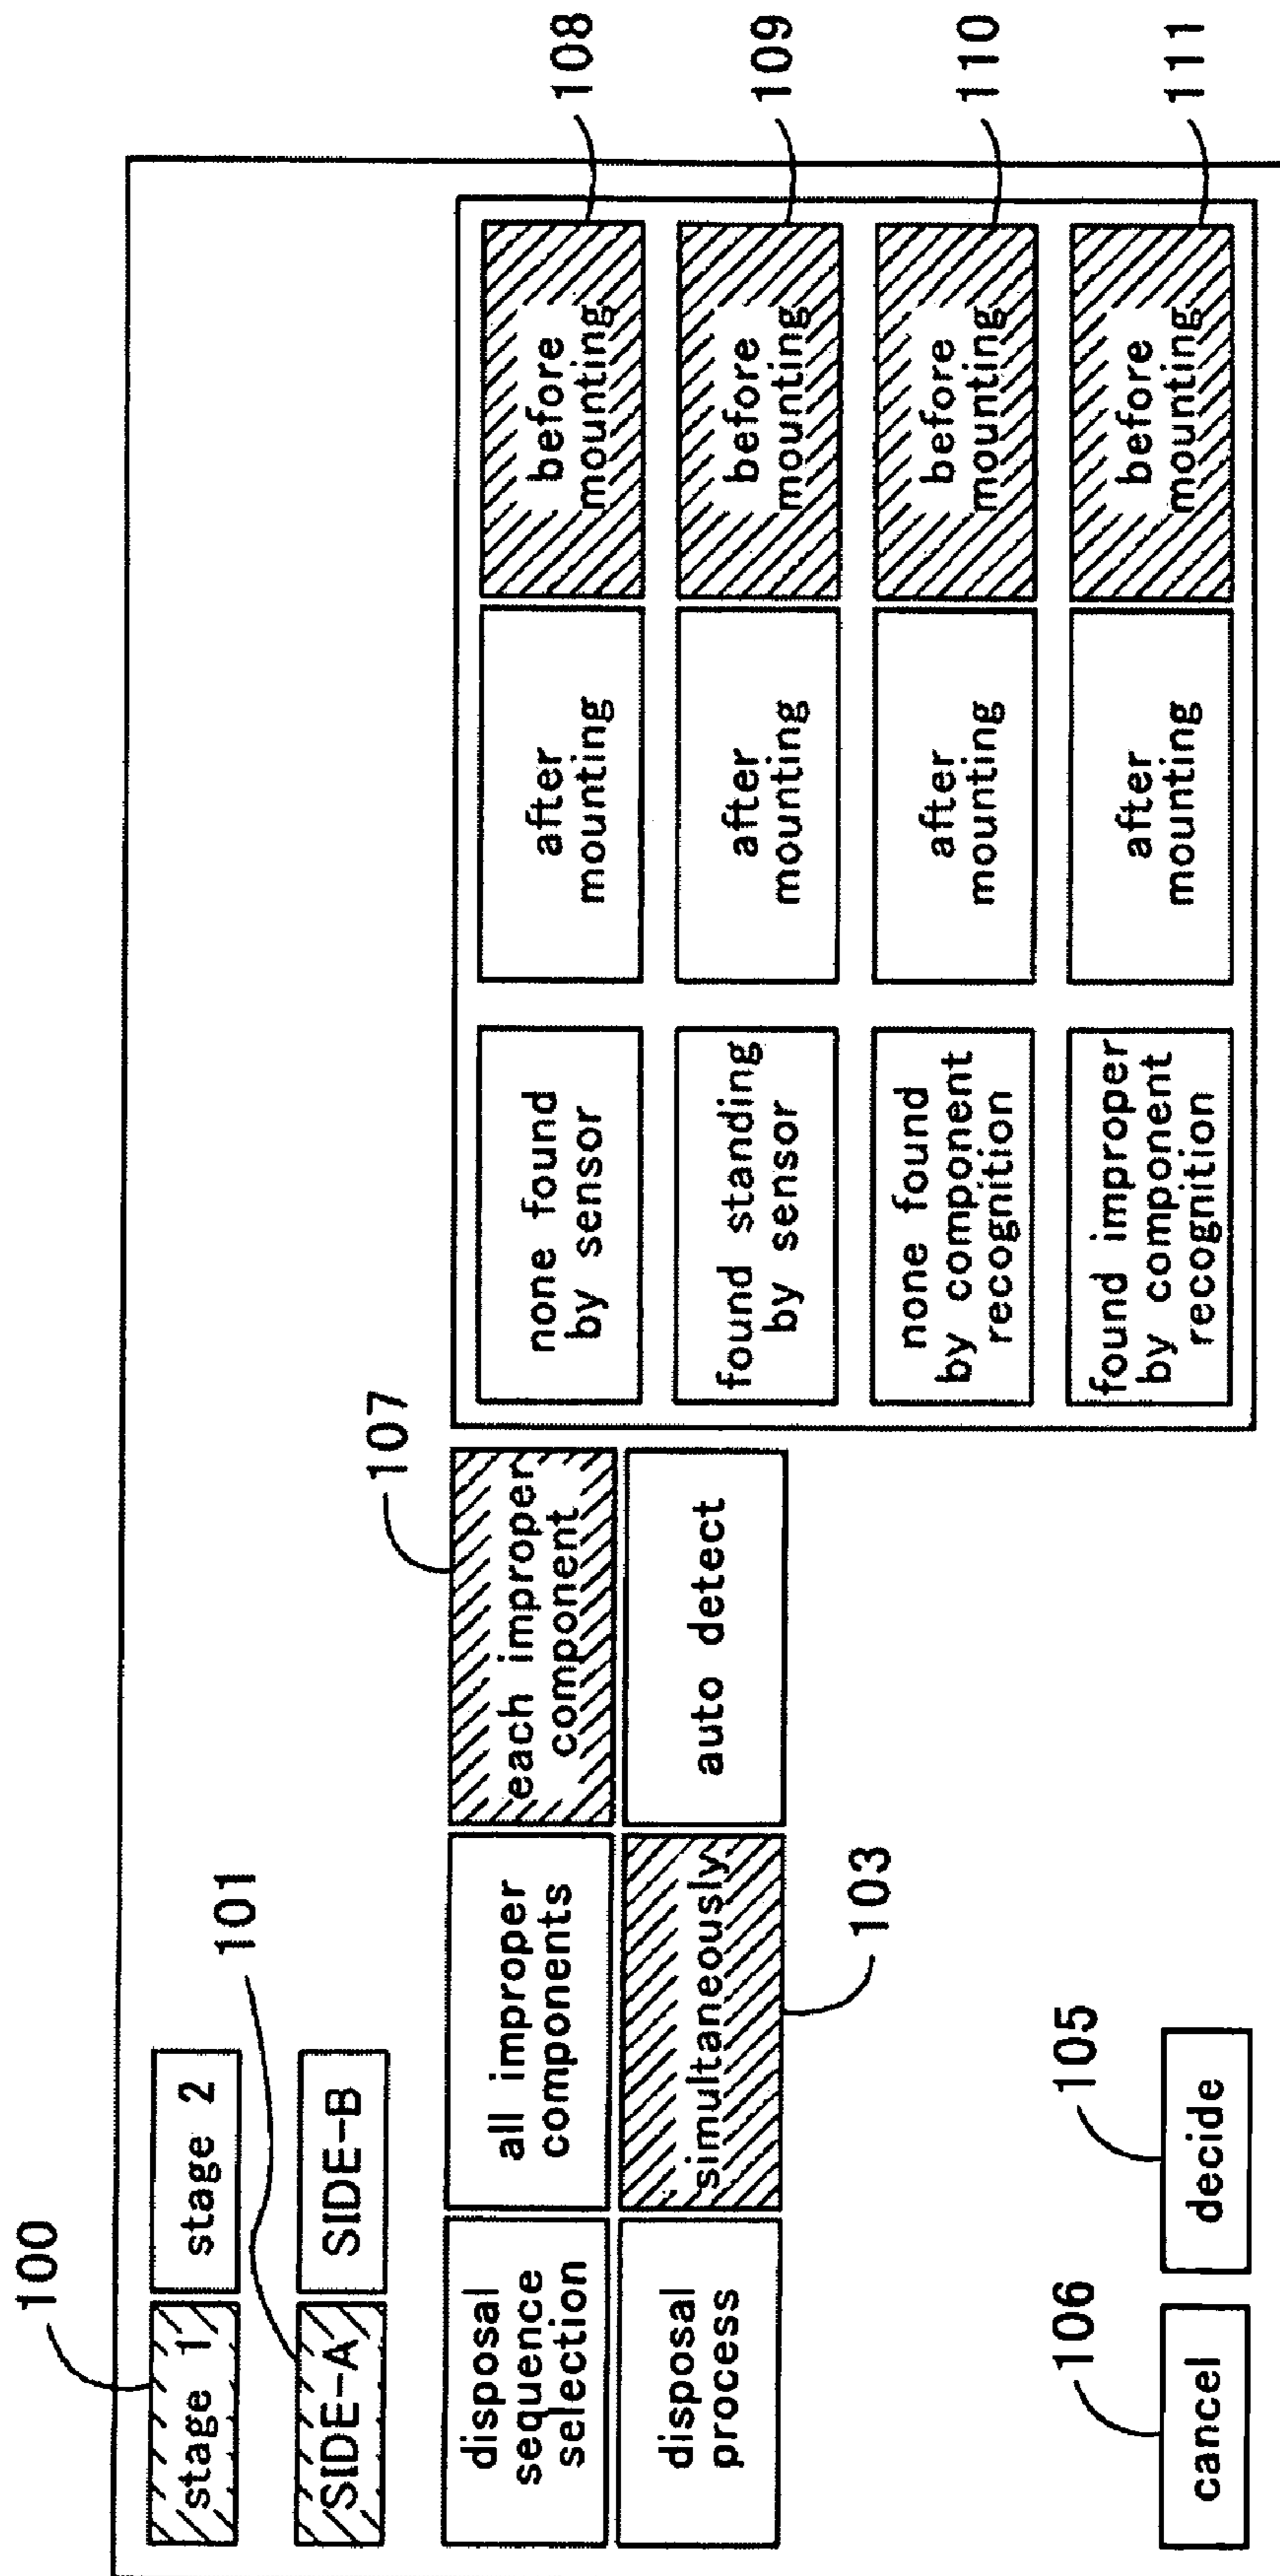 100
stage 1
stage 2
101
SIDE-A
SIDE-B
disposal
sequence
selection
all improper
components
each improper
component
107
disposal
process
simultaneously
auto detect
103
none found
by sensor
after
mounting
before
mounting
108
found standing
by sensor
after
mounting
before
mounting
109
none found
by component
recognition
after
mounting
before
mounting
110
found improper
by component
recognition
after
mounting
before
mounting
111
106
cancel
105
decide